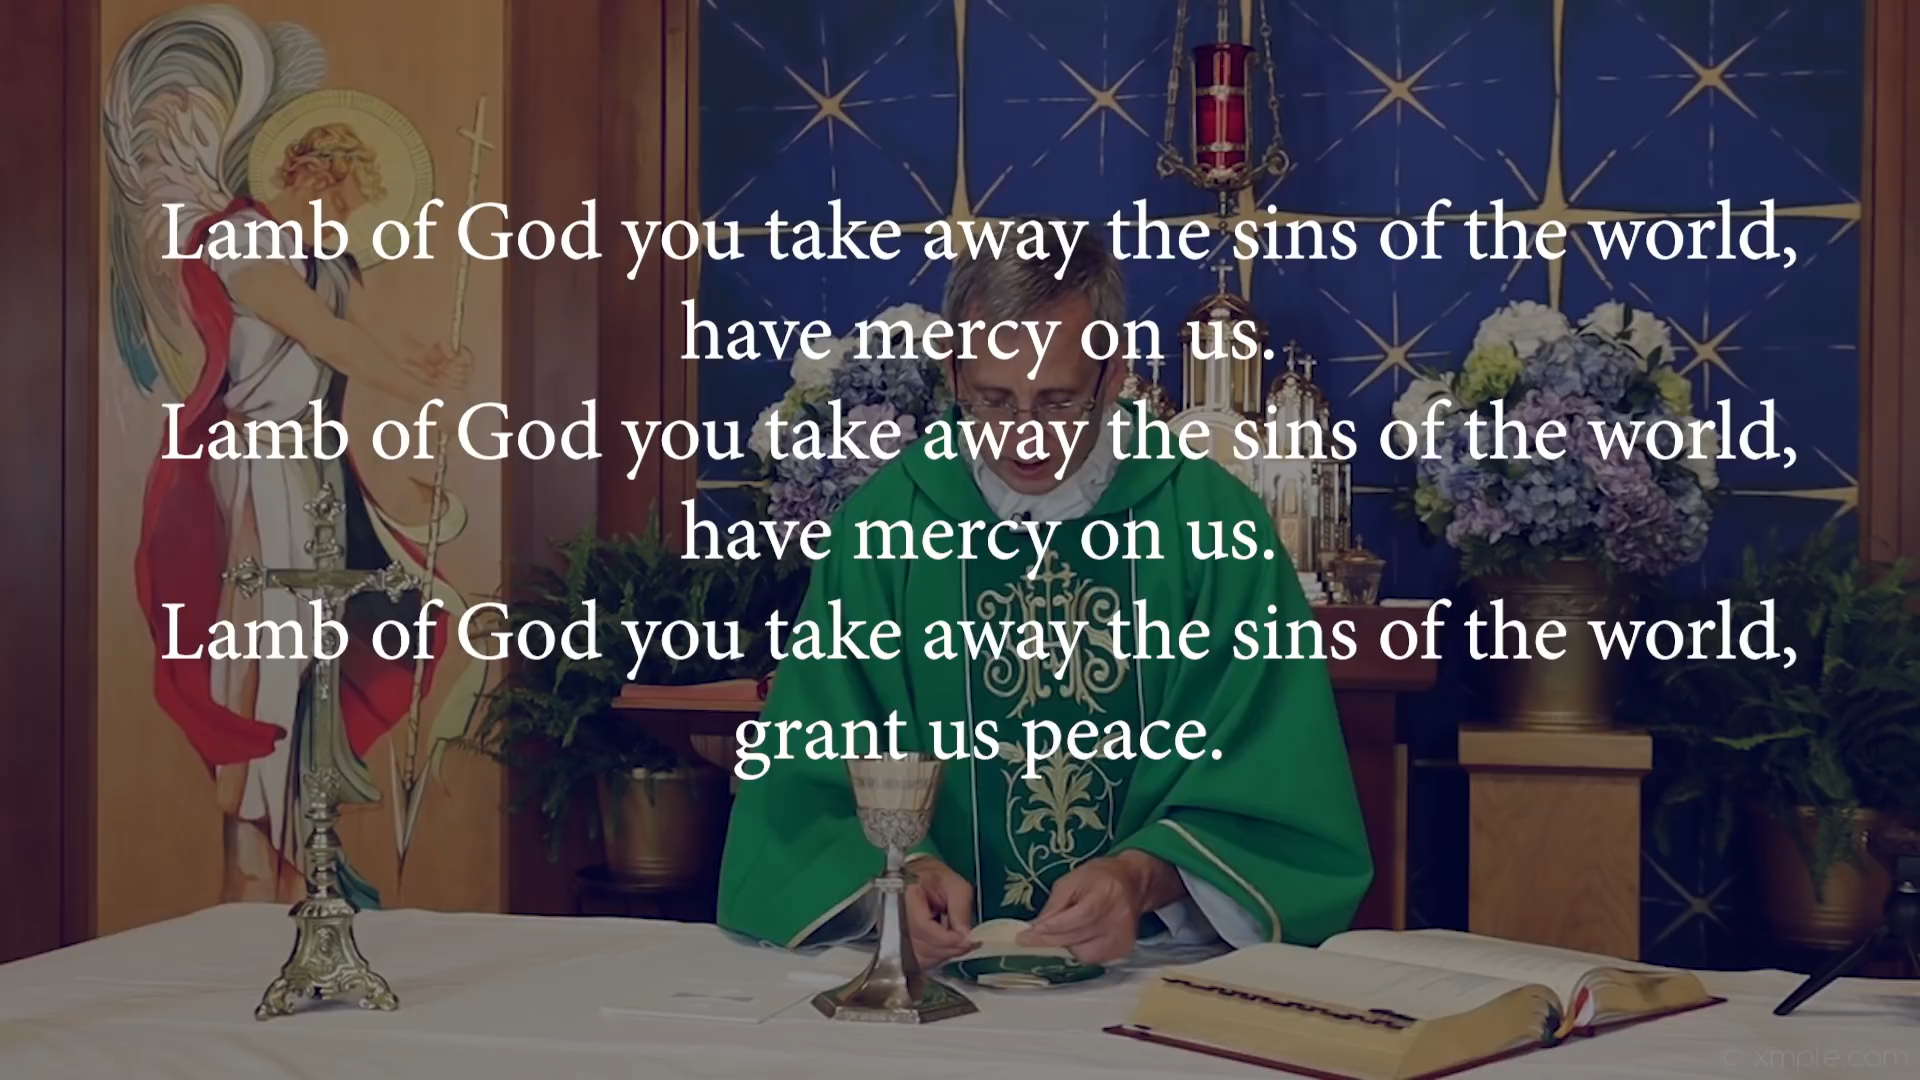 Lamb of God you take away the sins of the world,
have mercy on us.
Lamb of God you take away the sins of the world,
have mercy on us.
Lamb of God you take away the sins of the world,
grant us peace.
IHS